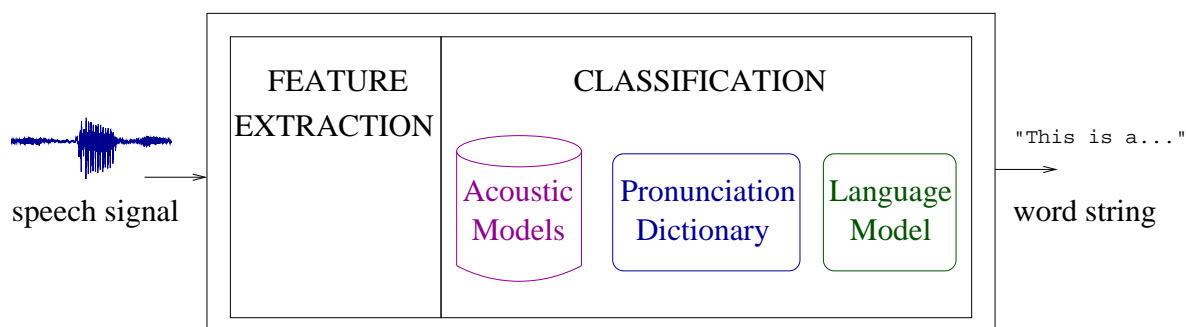 FEATURE
EXTRACTION
CLASSIFICATION
Acoustic
Models
Pronunciation
Dictionary
Language
Model
speech signal
"This is a..."
word string